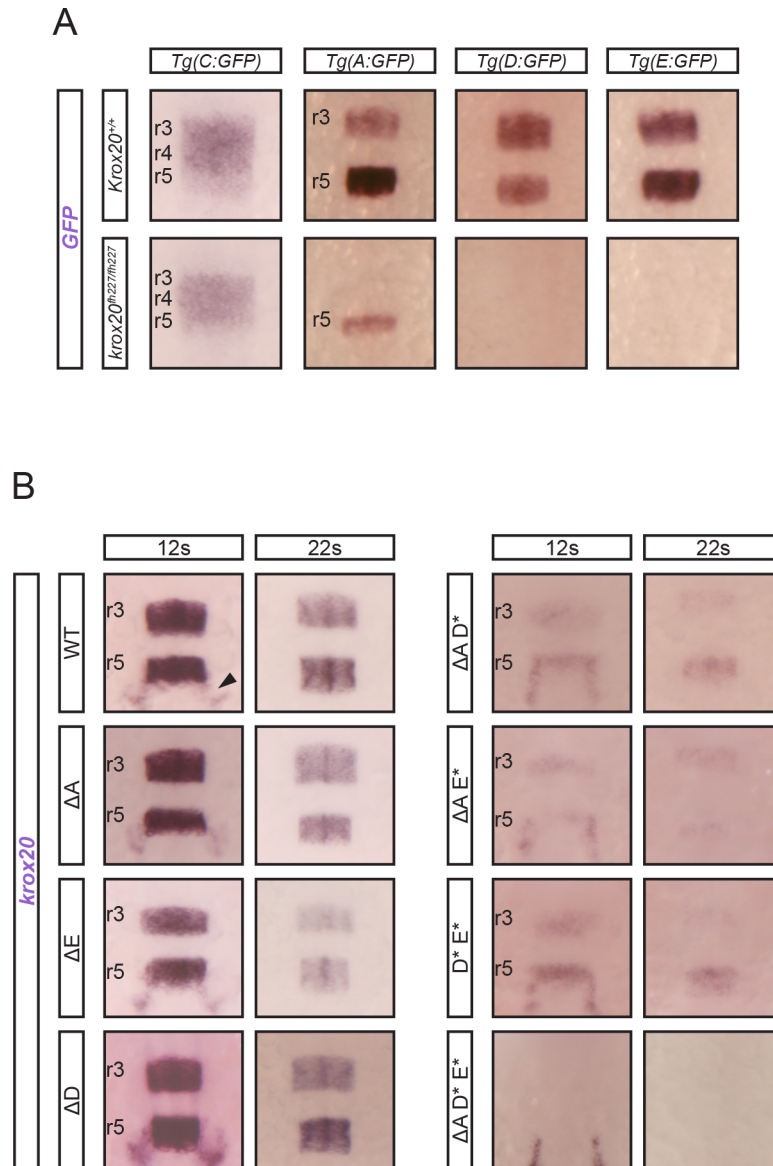 A
Tg(C:GFP)
Tg(A:GFP)
Tg(D:GFP)
Tg(E:GFP)
GFP
Krox20+/+
r3
r4
r5
r3
r5
krox20fh227/fh227
r3
r4
r5
r5
B
12s
22s
12s
22s
krox20
WT
r3
r5
ΔA
r3
r5
ΔE
r3
r5
ΔD
r3
r5
ΔA D*
r3
r5
ΔA E*
r3
r5
D* E*
r3
r5
ΔA D* E*